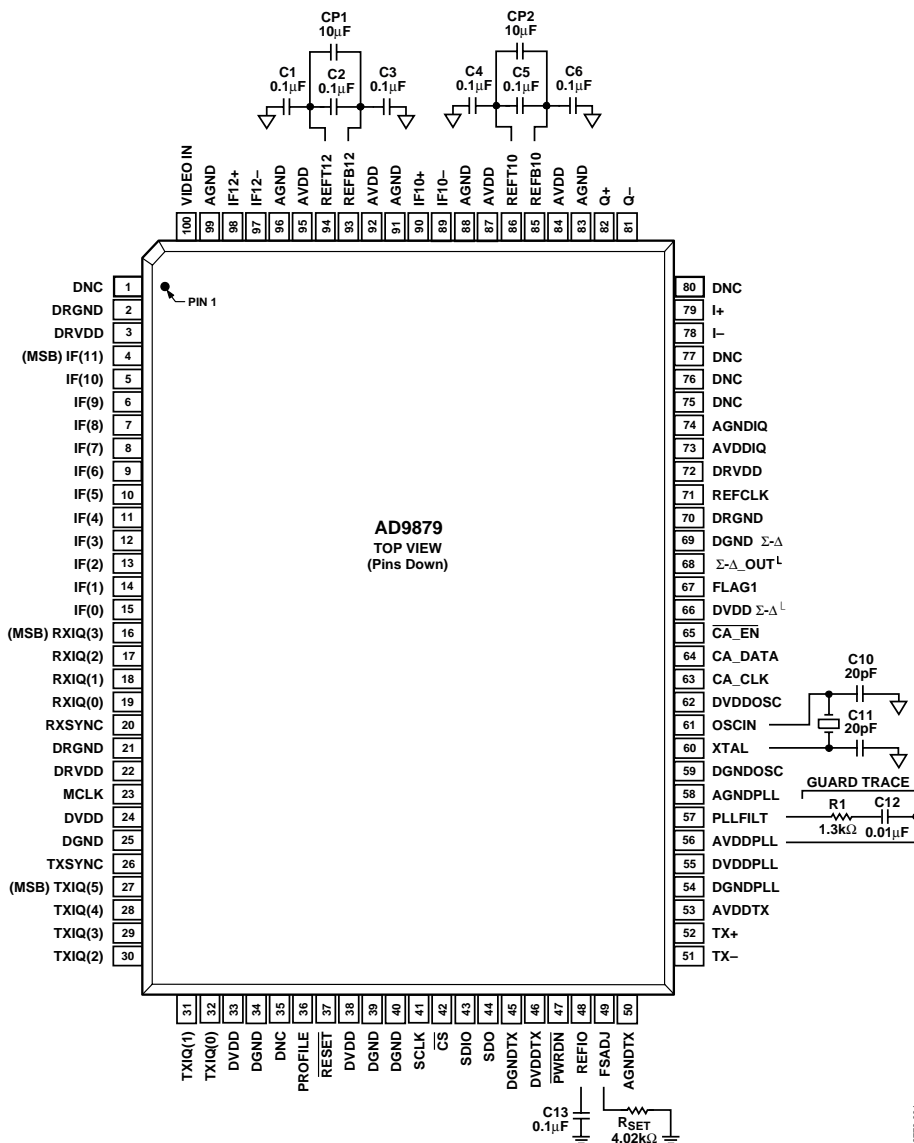 CP1
10µF
C1
0.1µF
C2
0.1µF
C3
0.1µF
CP2
10µF
C4
0.1µF
C5
0.1µF
C6
0.1µF
VIDEO IN
AGND
IF12+
IF12–
AGND
AVDD
REFT12
REFB12
AVDD
AGND
IF10+
IF10–
AGND
AVDD
REFT10
REFB10
AVDD
AGND
Q+
Q–
100 99 98 97 96 95 94 93 92 91 90 89 88 87 86 85 84 83 82 81
PIN 1
DNC 1
DRGND 2
DRVDD 3
(MSB) IF(11) 4
IF(10) 5
IF(9) 6
IF(8) 7
IF(7) 8
IF(6) 9
IF(5) 10
IF(4) 11
IF(3) 12
IF(2) 13
IF(1) 14
IF(0) 15
(MSB) RXIQ(3) 16
RXIQ(2) 17
RXIQ(1) 18
RXIQ(0) 19
RXSYNC 20
DRGND 21
DRVDD 22
MCLK 23
DVDD 24
DGND 25
TXSYNC 26
(MSB) TXIQ(5) 27
TXIQ(4) 28
TXIQ(3) 29
TXIQ(2) 30
AD9879
TOP VIEW
(Pins Down)
80 DNC
79 I+
78 I–
77 DNC
76 DNC
75 DNC
74 AGNDIQ
73 AVDDIQ
72 DRVDD
71 REFCLK
70 DRGND
69 DGND Σ-Δ
68 Σ-Δ_OUT└
67 FLAG1
66 DVDD Σ-Δ└
65 CA_EN
64 CA_DATA
63 CA_CLK
62 DVDDOSC
61 OSCIN
60 XTAL
59 DGNDOSC
58 AGNDPLL
57 PLLFILT
56 AVDDPLL
55 DVDDPLL
54 DGNDPLL
53 AVDDTX
52 TX+
51 TX–
C10
20pF
C11
20pF
GUARD TRACE
R1
1.3kΩ
C12
0.01µF
31 32 33 34 35 36 37 38 39 40 41 42 43 44 45 46 47 48 49 50
TXIQ(1)
TXIQ(0)
DVDD
DGND
DNC
PROFILE
RESET
DVDD
DGND
DGND
SCLK
CS
SDIO
SDO
DGNDTX
DVDDTX
PWRDN
REFIO
FSADJ
AGNDTX
C13
0.1µF
RSET
4.02kΩ